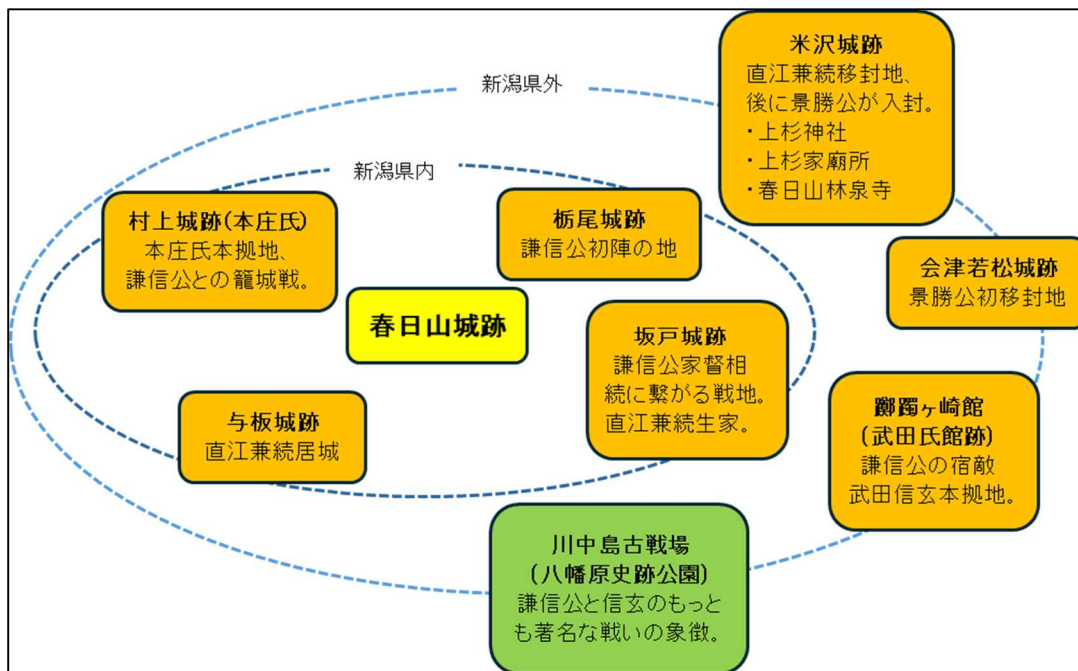 米沢城跡
直江兼続移封地、
後に景勝公が入封。
・上杉神社
・上杉家廟所
・春日山林泉寺
新潟県外
新潟県内
村上城跡(本庄氏)
本庄氏本拠地、
謙信公との籠城戦。
栃尾城跡
謙信公初陣の地
会津若松城跡
景勝公初移封地
春日山城跡
坂戸城跡
謙信公家督相
続に繋がる戦地。
直江兼続生家。
与板城跡
直江兼続居城
躑躅ヶ崎館
(武田氏館跡)
謙信公の宿敵
武田信玄本拠地。
川中島古戦場
(八幡原史跡公園)
謙信公と信玄のもっと
も著名な戦いの象徴。